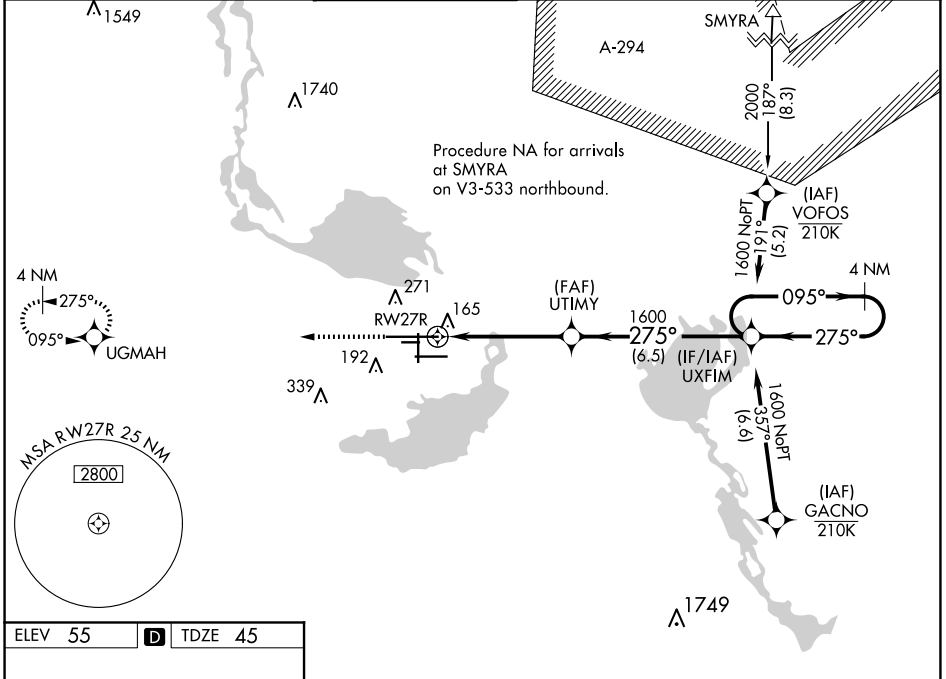 1549
SMYRA
A-294
1740
2000
187°
(8.3)
Procedure NA for arrivals
at SMYRA
on V3-533 northbound.
(IAF)
VOFOS
210K
1600 NoPT
191°
(5.2)
4 NM
275°
095°
UGMAH
271
RW27R
165
192
339
(FAF)
UTIMY
1600
275°
(6.5)
(IF/IAF)
UXFIM
4 NM
095°
275°
1600 NoPT
357°
(6.6)
(IAF)
GACNO
210K
MSA RW27R 25 NM
2800
1749
ELEV 55 D TDZE 45